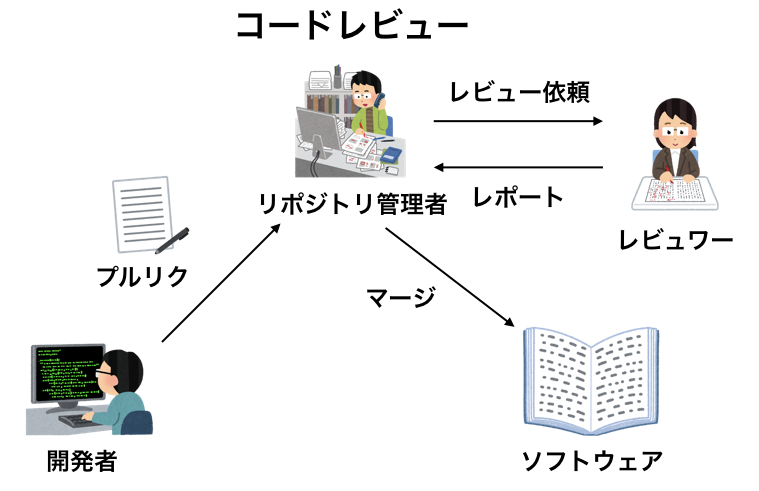 コードレビュー
レビュー依頼
リポジトリ管理者
レポート
レビュワー
プルリク
マージ
開発者
ソフトウェア